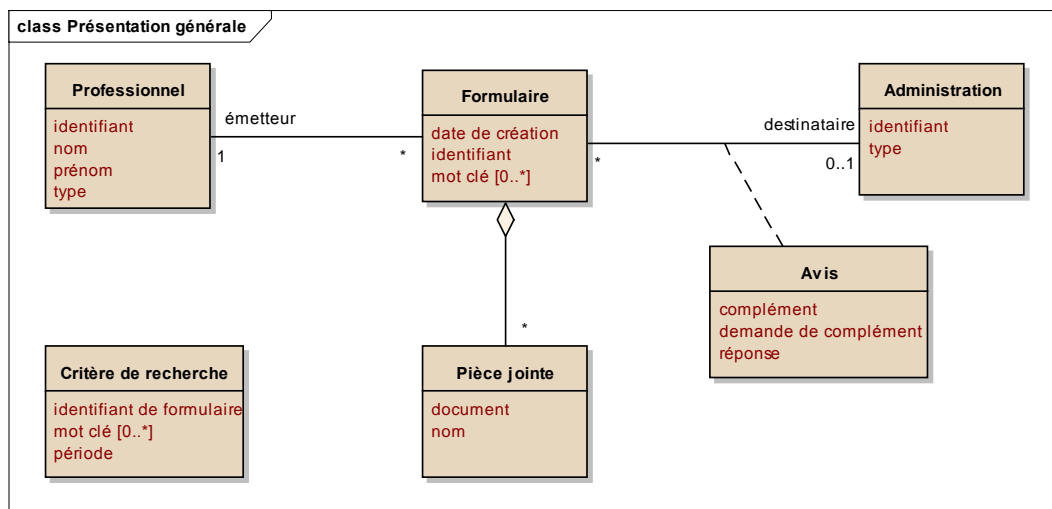 class Présentation générale
Professionnel
identifiant
nom
prénom
type
émetteur
1
*
Formulaire
date de création
identifiant
mot clé [0..*]
*
destinataire
0..1
Administration
identifiant
type
Avis
complément
demande de complément
réponse
*
Critère de recherche
identifiant de formulaire
mot clé [0..*]
période
Pièce jointe
document
nom